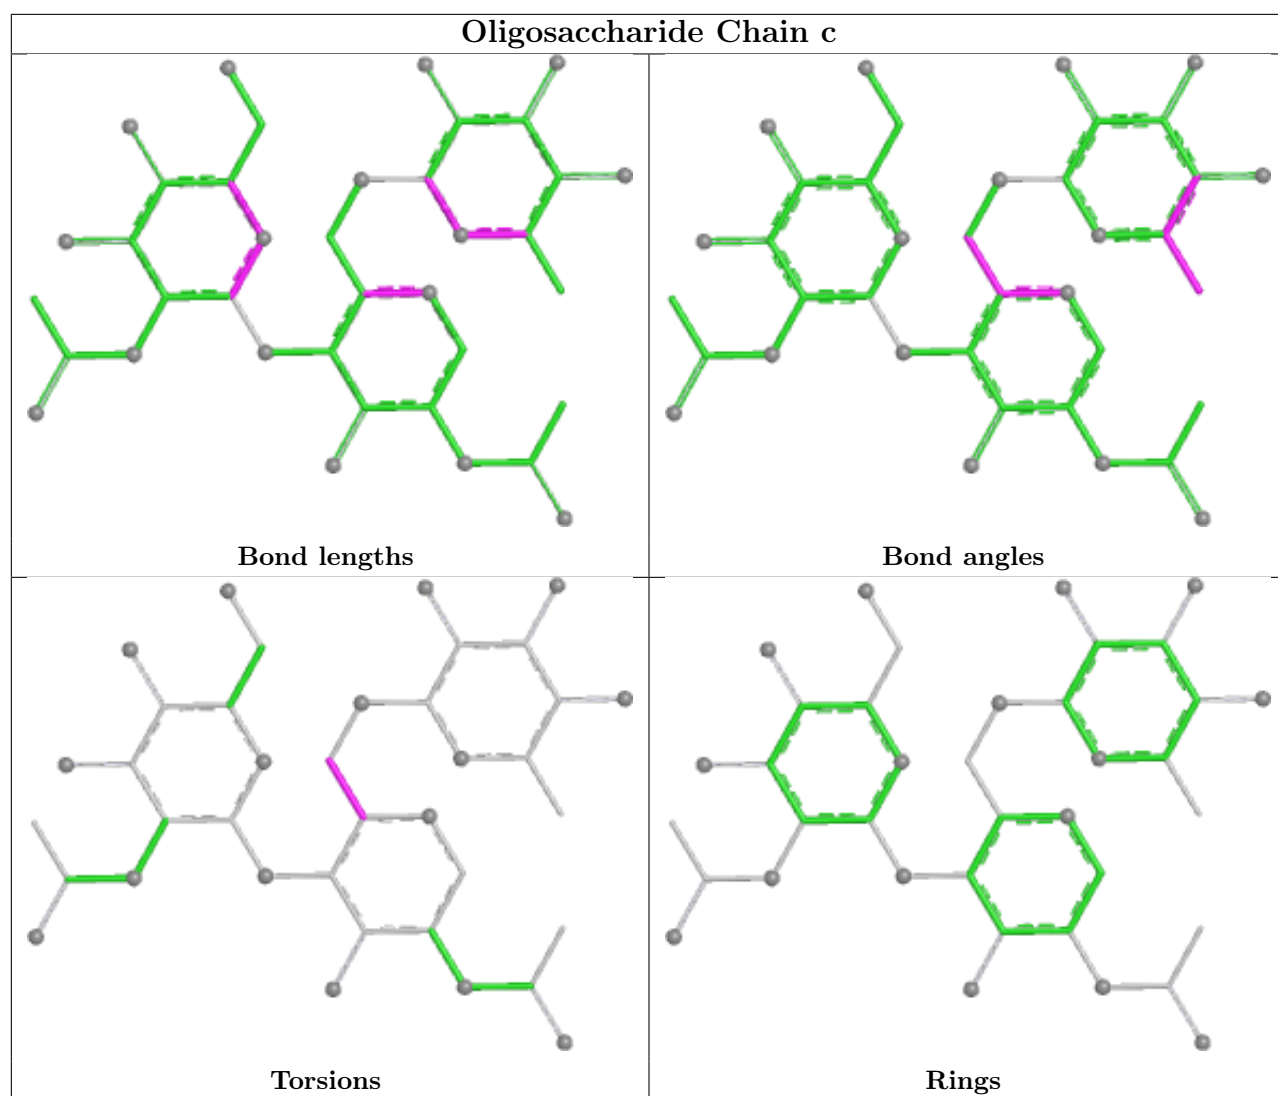 Oligosaccharide Chain c
Bond lengths
Bond angles
Torsions
Rings